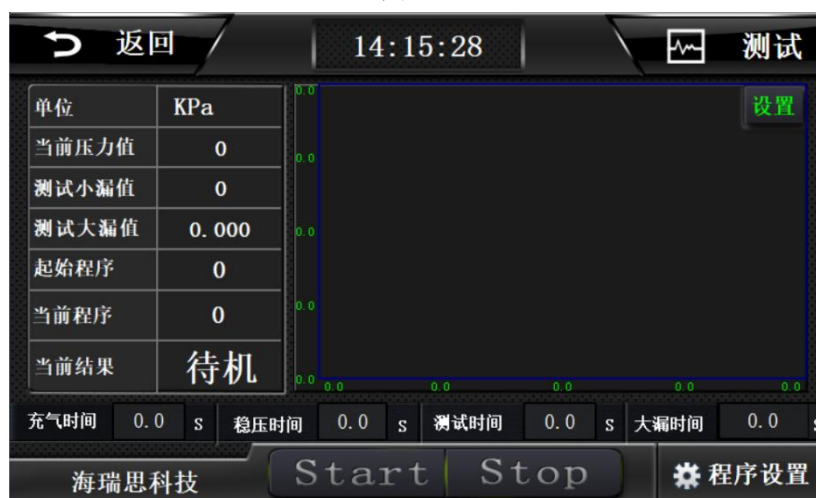 返回 14:15:28 测试
单位 KPa
当前压力值 0
测试小漏值 0
测试大漏值 0.000
起始程序 0
当前程序 0
当前结果 待机
设置
0.0
0.0
0.0
0.0
0.0
0.0 0.0 0.0 0.0 0.0
充气时间 0.0 s 稳压时间 0.0 s 测试时间 0.0 s 大漏时间 0.0 s
海瑞思科技 Start Stop 程序设置